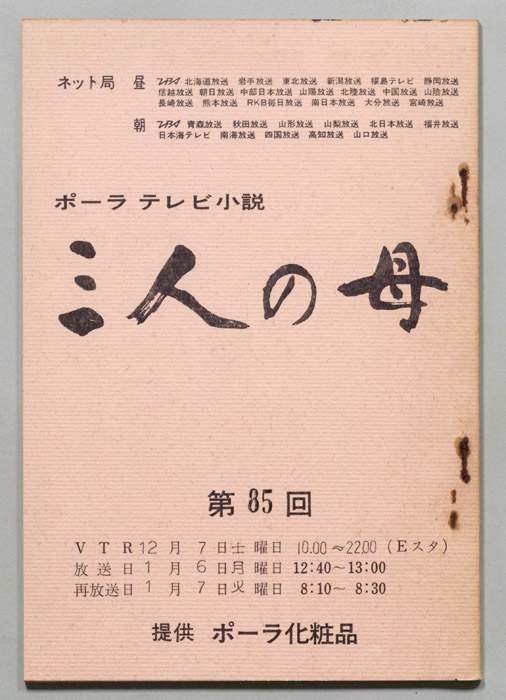 ネット局 昼 TBS 北海道放送 岩手放送 東北放送 新潟放送 福島テレビ 静岡放送
信越放送 朝日放送 中部日本放送 山陽放送 北陸放送 中国放送 山陰放送
長崎放送 熊本放送 RKB毎日放送 南日本放送 大分放送 宮崎放送
朝 TBS 青森放送 秋田放送 山形放送 山梨放送 北日本放送 福井放送
日本海テレビ 南海放送 四国放送 高知放送 山口放送
ポーラ テレビ小説
三人の母
第85回
VTR 12月7日土曜日 10.00〜22.00(Eスタ)
放送日 1月6日月曜日 12:40〜13:00
再放送日 1月7日火曜日 8:10〜8:30
提供 ポーラ化粧品